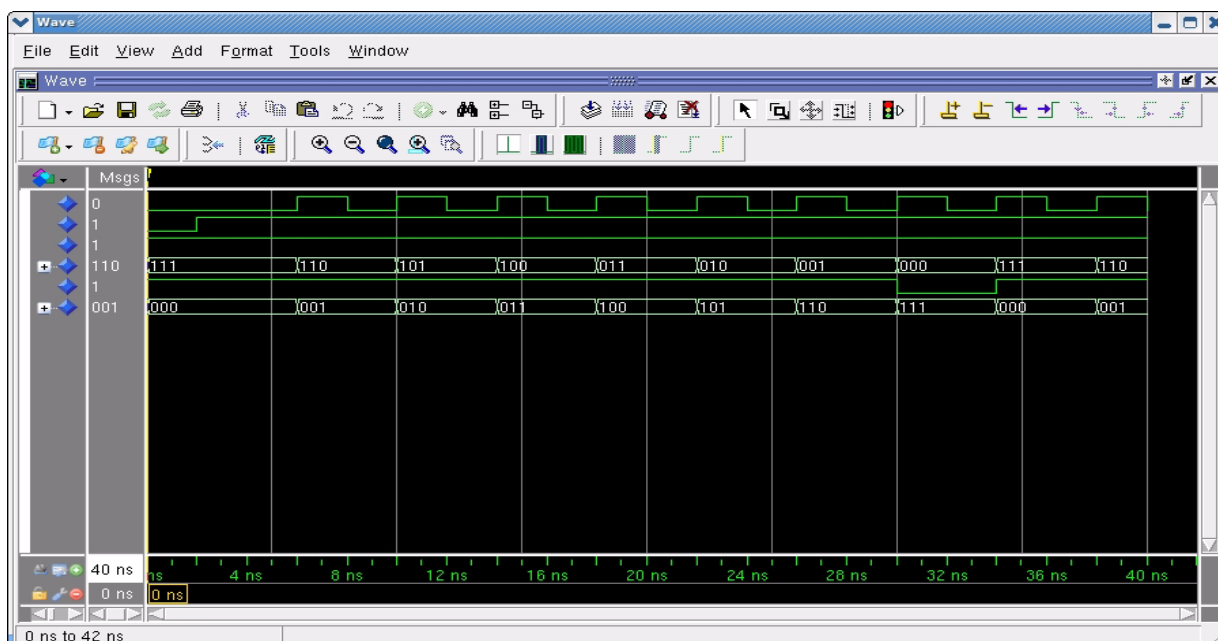 Wave
File Edit View Add Format Tools Window
Wave
Msgs
0
1
1
110 111 110 101 100 011 010 001 000 111 110
1
001 000 001 010 011 100 101 110 111 000 001
40 ns ns 4 ns 8 ns 12 ns 16 ns 20 ns 24 ns 28 ns 32 ns 36 ns 40 ns
0 ns 0 ns
0 ns to 42 ns